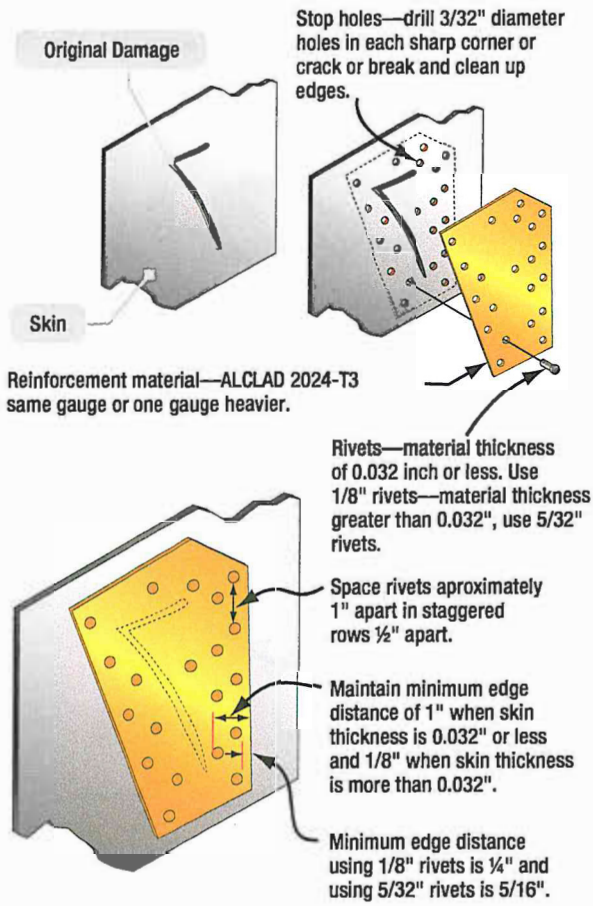 Original Damage
Stop holes—drill 3/32" diameter
holes in each sharp corner or
crack or break and clean up
edges.
Skin
Reinforcement material—ALCLAD 2024-T3
same gauge or one gauge heavier.
Rivets—material thickness
of 0.032 inch or less. Use
1/8" rivets—material thickness
greater than 0.032", use 5/32"
rivets.
Space rivets aproximately
1" apart in staggered
rows ½" apart.
Maintain minimum edge
distance of 1" when skin
thickness is 0.032" or less
and 1/8" when skin thickness
is more than 0.032".
Minimum edge distance
using 1/8" rivets is ¼" and
using 5/32" rivets is 5/16".